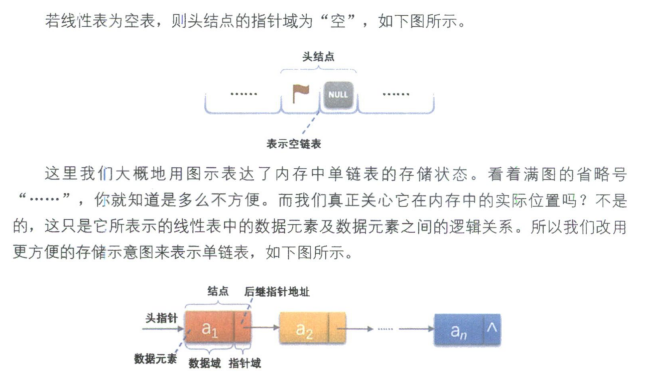 若线性表为空表，则头结点的指针域为“空”，如下图所示。
头结点
…… NULL ……
表示空链表
这里我们大概地用图示表达了内存中单链表的存储状态。看着满图的省略号
“……”，你就知道是多么不方便。而我们真正关心它在内存中的实际位置吗？不是
的，这只是它所表示的线性表中的数据元素及数据元素之间的逻辑关系。所以我们改用
更方便的存储示意图来表示单链表，如下图所示。
结点 后继指针地址
头指针
a1 a2 …… an ^
数据元素 数据域 指针域